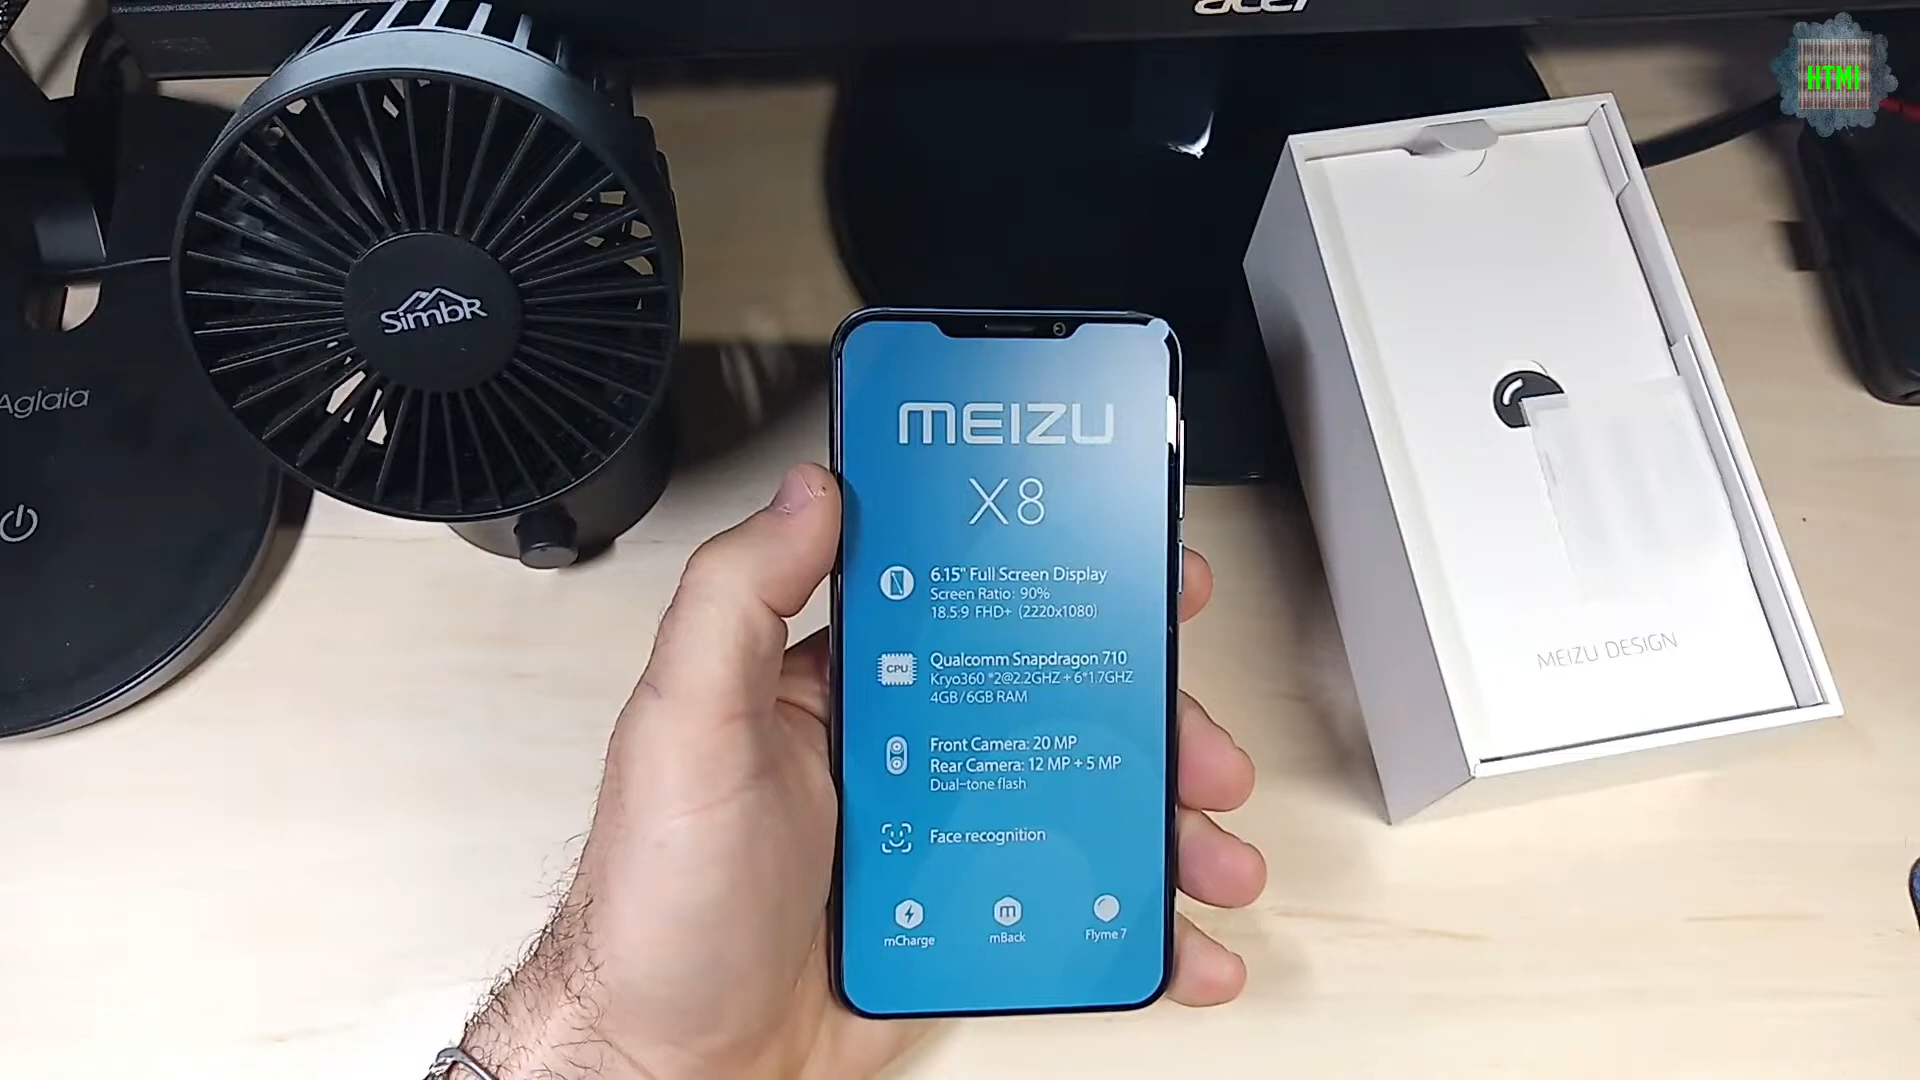 acer
HTMI
SimbR
Aglaia
MEIZU
X8
6.15" Full Screen Display
Screen Ratio: 90%
18.5:9 FHD+ (2220x1080)
CPU
Qualcomm Snapdragon 710
Kryo360 *2@2.2GHZ + 6*1.7GHZ
4GB/6GB RAM
Front Camera: 20 MP
Rear Camera: 12 MP + 5 MP
Dual-tone flash
Face recognition
mCharge
mBack
Flyme 7
MEIZU DESIGN